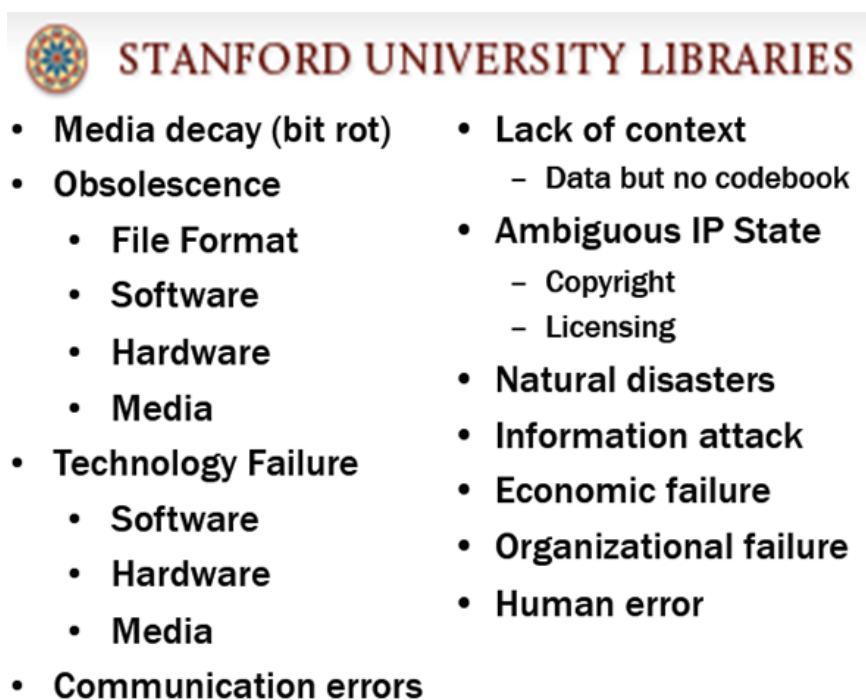 STANFORD UNIVERSITY LIBRARIES
• Media decay (bit rot)
• Obsolescence
• File Format
• Software
• Hardware
• Media
• Technology Failure
• Software
• Hardware
• Media
• Communication errors
• Lack of context
– Data but no codebook
• Ambiguous IP State
– Copyright
– Licensing
• Natural disasters
• Information attack
• Economic failure
• Organizational failure
• Human error